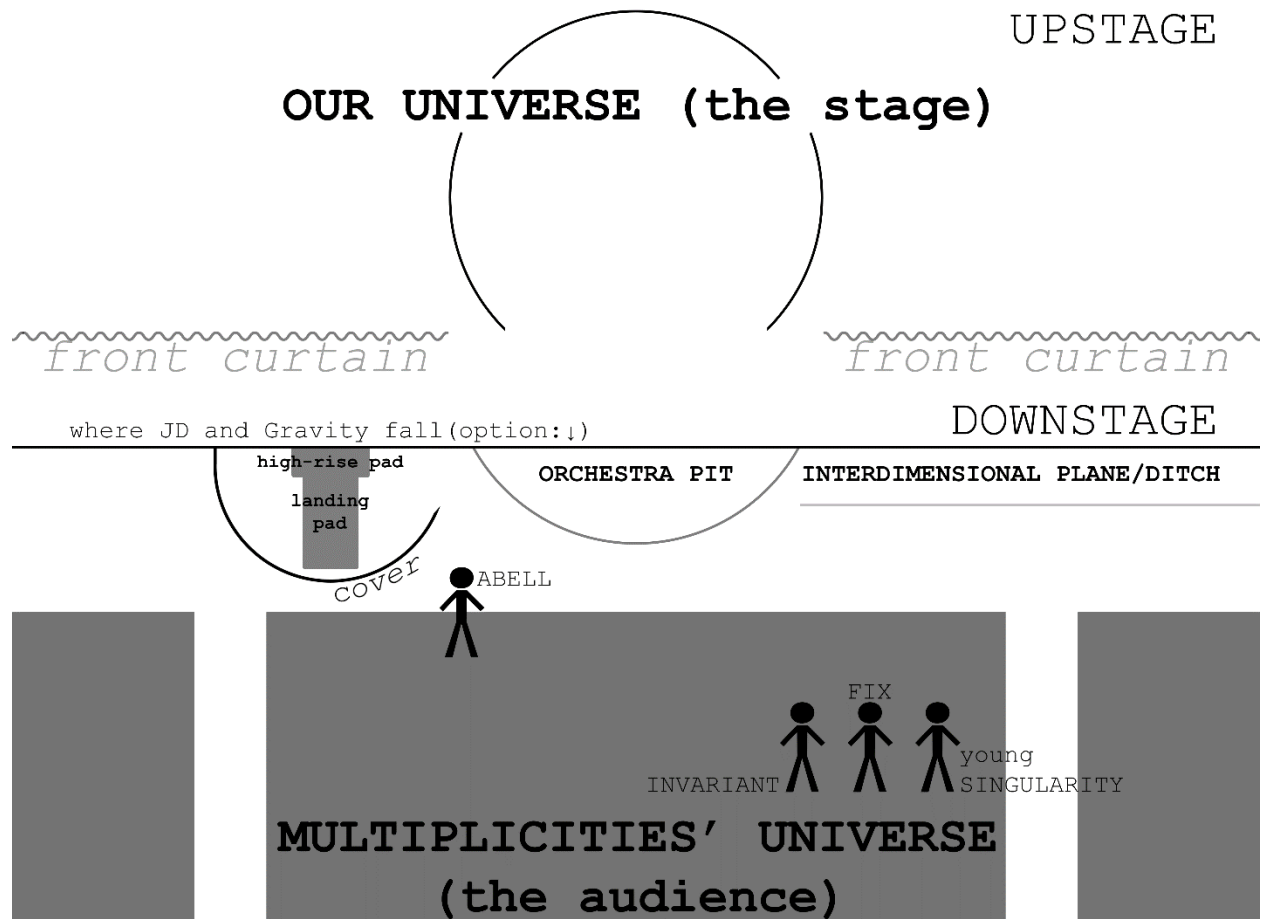 UPSTAGE
OUR UNIVERSE (the stage)
front curtain
front curtain
DOWNSTAGE
where JD and Gravity fall(option:↓)
high-rise pad
landing
pad
cover
ORCHESTRA PIT
INTERDIMENSIONAL PLANE/DITCH
ABELL
FIX
INVARIANT
young
SINGULARITY
MULTIPLICITIES’ UNIVERSE
(the audience)